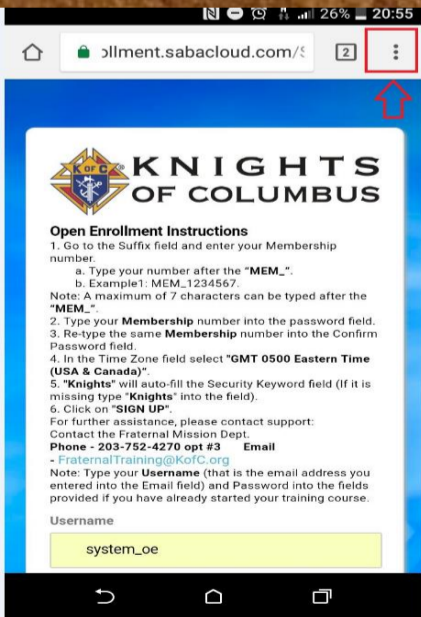 26% 20:55
ollment.sabacloud.com/S
2
K OF C
KNIGHTS
OF COLUMBUS
Open Enrollment Instructions
1. Go to the Suffix field and enter your Membership
number.
a. Type your number after the "MEM_".
b. Example1: MEM_1234567.
Note: A maximum of 7 characters can be typed after the
"MEM_".
2. Type your Membership number into the password field.
3. Re-type the same Membership number into the Confirm
Password field.
4. In the Time Zone field select "GMT 0500 Eastern Time
(USA & Canada)".
5. "Knights" will auto-fill the Security Keyword field (If it is
missing type "Knights" into the field).
6. Click on "SIGN UP".
For further assistance, please contact support:
Contact the Fraternal Mission Dept.
Phone - 203-752-4270 opt #3 Email
- FraternalTraining@KofC.org
Note: Type your Username (that is the email address you
entered into the Email field) and Password into the fields
provided if you have already started your training course.
Username
system_oe